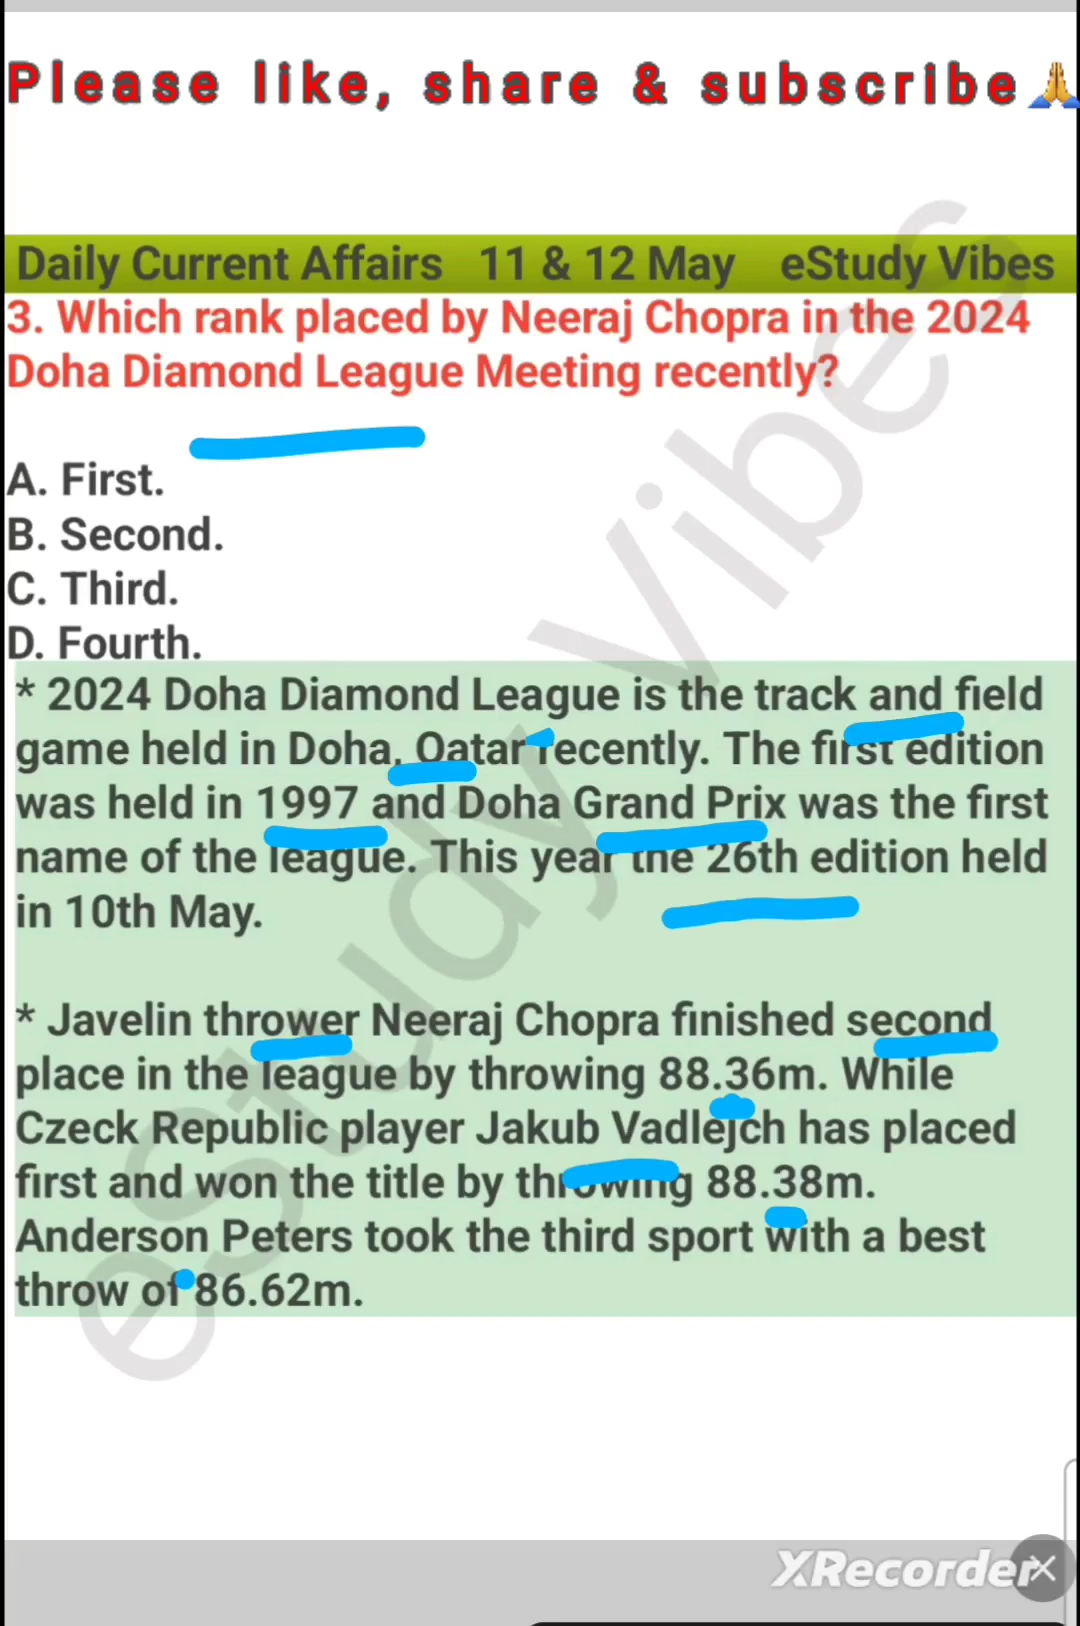 Please like, share & subscribe🙏
Daily Current Affairs 11 & 12 May eStudy Vibes
3. Which rank placed by Neeraj Chopra in the 2024
Doha Diamond League Meeting recently?
A. First.
B. Second.
C. Third.
D. Fourth.
* 2024 Doha Diamond League is the track and field
game held in Doha, Qatar recently. The first edition
was held in 1997 and Doha Grand Prix was the first
name of the league. This year the 26th edition held
in 10th May.
* Javelin thrower Neeraj Chopra finished second
place in the league by throwing 88.36m. While
Czeck Republic player Jakub Vadlejch has placed
first and won the title by throwing 88.38m.
Anderson Peters took the third sport with a best
throw of 86.62m.
eStudy Vibes
XRecorder